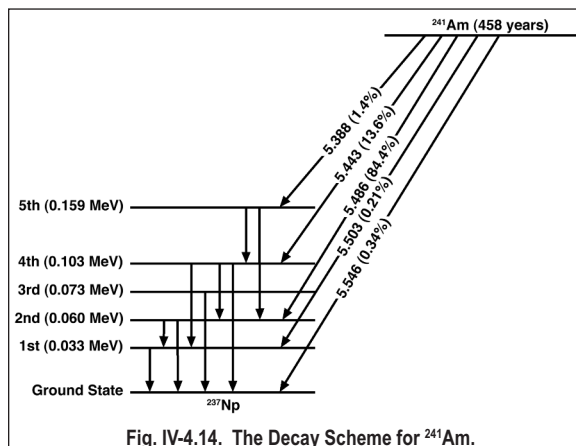 ²⁴¹Am (458 years)
5.388 (1.4%)
5.443 (13.6%)
5.486 (84.4%)
5.503 (0.21%)
5.546 (0.34%)
5th (0.159 MeV)
4th (0.103 MeV)
3rd (0.073 MeV)
2nd (0.060 MeV)
1st (0.033 MeV)
Ground State
²³⁷Np
Fig. IV-4.14. The Decay Scheme for ²⁴¹Am.